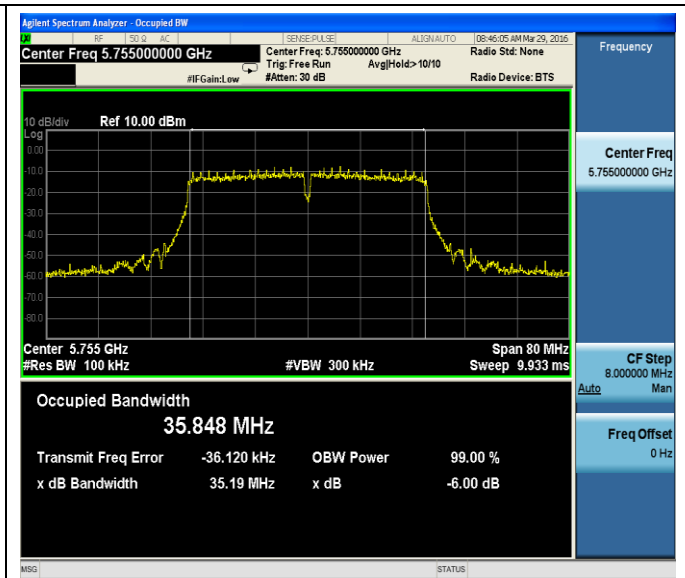 Agilent Spectrum Analyzer - Occupied BW
RF 50 Ω AC SENSE:PULSE ALIGNAUTO 08:46:05 AM Mar 29, 2016
Center Freq 5.755000000 GHz
Center Freq: 5.755000000 GHz
Radio Std: None
Trig: Free Run Avg|Hold:>10/10
#IFGain:Low #Atten: 30 dB Radio Device: BTS
10 dB/div Ref 10.00 dBm
Log
0.00
-10.0
-20.0
-30.0
-40.0
-50.0
-60.0
-70.0
-80.0
Center 5.755 GHz Span 80 MHz
#Res BW 100 kHz #VBW 300 kHz Sweep 9.933 ms
Occupied Bandwidth
35.848 MHz
Transmit Freq Error -36.120 kHz OBW Power 99.00 %
x dB Bandwidth 35.19 MHz x dB -6.00 dB
MSG STATUS
Frequency
Center Freq
5.755000000 GHz
CF Step
8.000000 MHz
Auto Man
Freq Offset
0 Hz